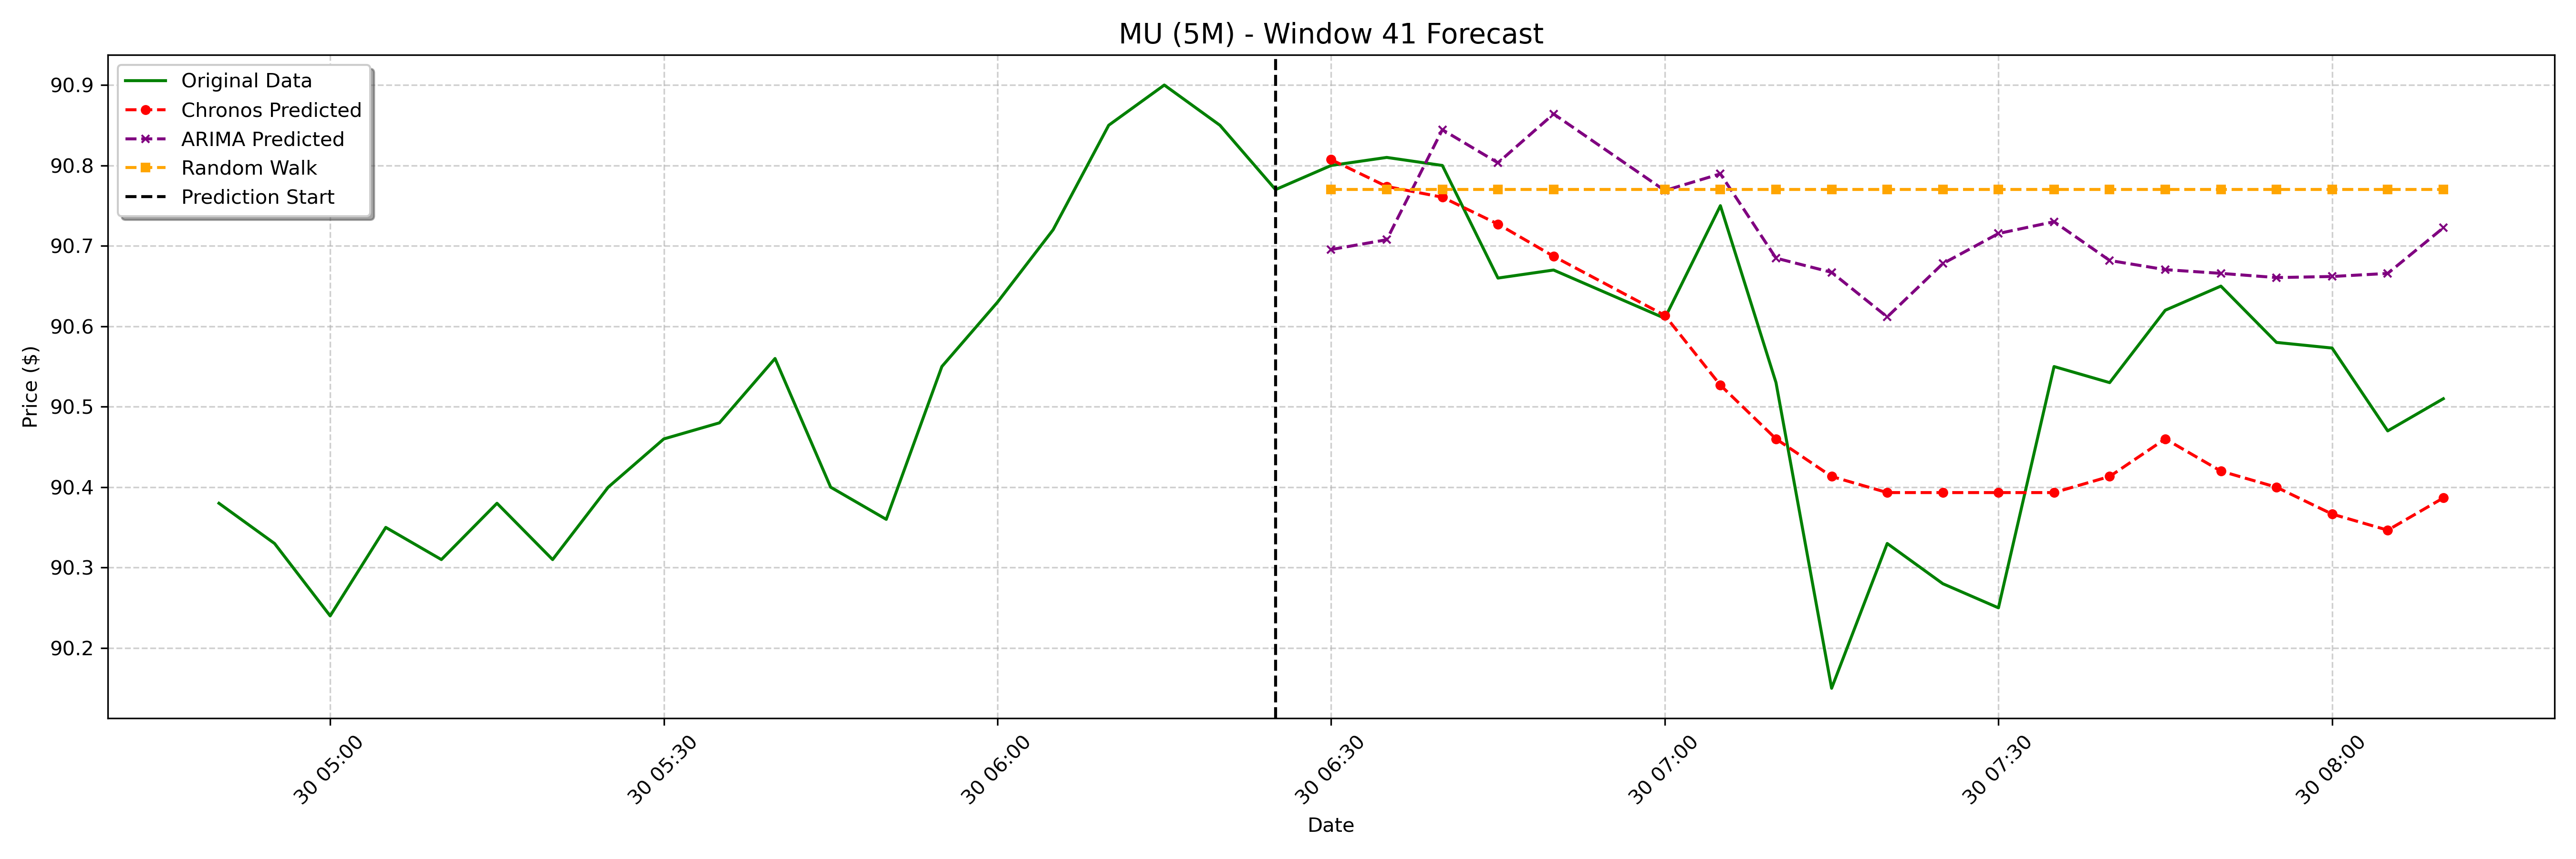 MU (5M) - Window 41 Forecast
Original Data
Chronos Predicted
ARIMA Predicted
Random Walk
Prediction Start
Price ($)
90.9
90.8
90.7
90.6
90.5
90.4
90.3
90.2
30 05:00
30 05:30
30 06:00
30 06:30
30 07:00
30 07:30
30 08:00
Date